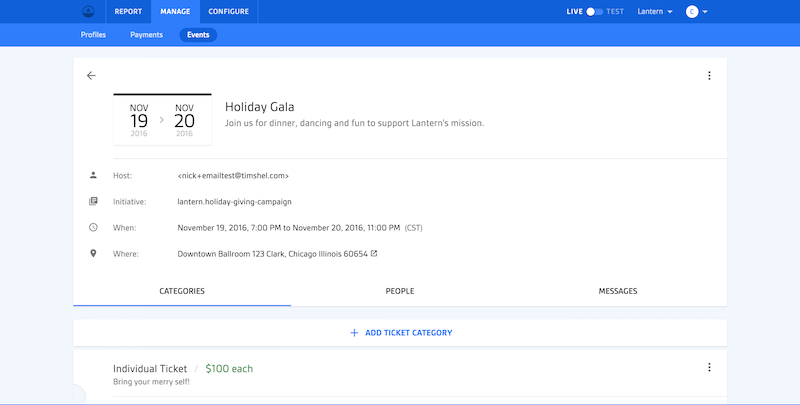 REPORT MANAGE CONFIGURE LIVE TEST Lantern C
Profiles Payments Events
NOV 19 2016 > NOV 20 2016
Holiday Gala
Join us for dinner, dancing and fun to support Lantern's mission.
Host: <nick+emailtest@timshel.com>
Initiative: lantern.holiday-giving-campaign
When: November 19, 2016, 7:00 PM to November 20, 2016, 11:00 PM (CST)
Where: Downtown Ballroom 123 Clark, Chicago Illinois 60654
CATEGORIES PEOPLE MESSAGES
+ ADD TICKET CATEGORY
Individual Ticket / $100 each
Bring your merry self!